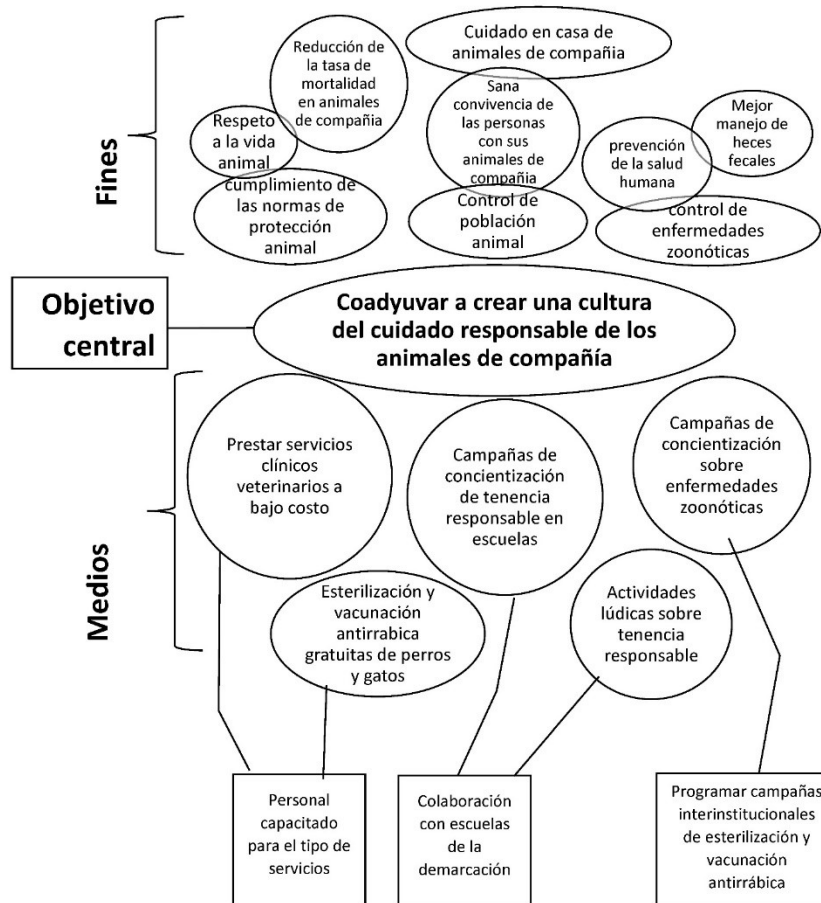 Fines
Cuidado en casa de
animales de compañia
Reducción de
la tasa de
mortalidad
en animales
de compañia
Sana
convivencia de
las personas
con sus
animales de
compañia
Mejor
manejo de
heces
fecales
Respeto
a la vida
animal
prevención
de la salud
humana
cumplimiento de
las normas de
protección
animal
Control de
población
animal
control de
enfermedades
zoonóticas
Objetivo
central
Coadyuvar a crear una cultura
del cuidado responsable de los
animales de compañía
Medios
Prestar servicios
clínicos
veterinarios a
bajo costo
Campañas de
concientización
de tenencia
responsable en
escuelas
Campañas de
concientización
sobre
enfermedades
zoonóticas
Esterilización y
vacunación
antirrabica
gratuitas de perros
y gatos
Actividades
lúdicas sobre
tenencia
responsable
Personal
capacitado
para el tipo de
servicios
Colaboración
con escuelas
de la
demarcación
Programar campañas
interinstitucionales
de esterilización y
vacunación
antirrábica